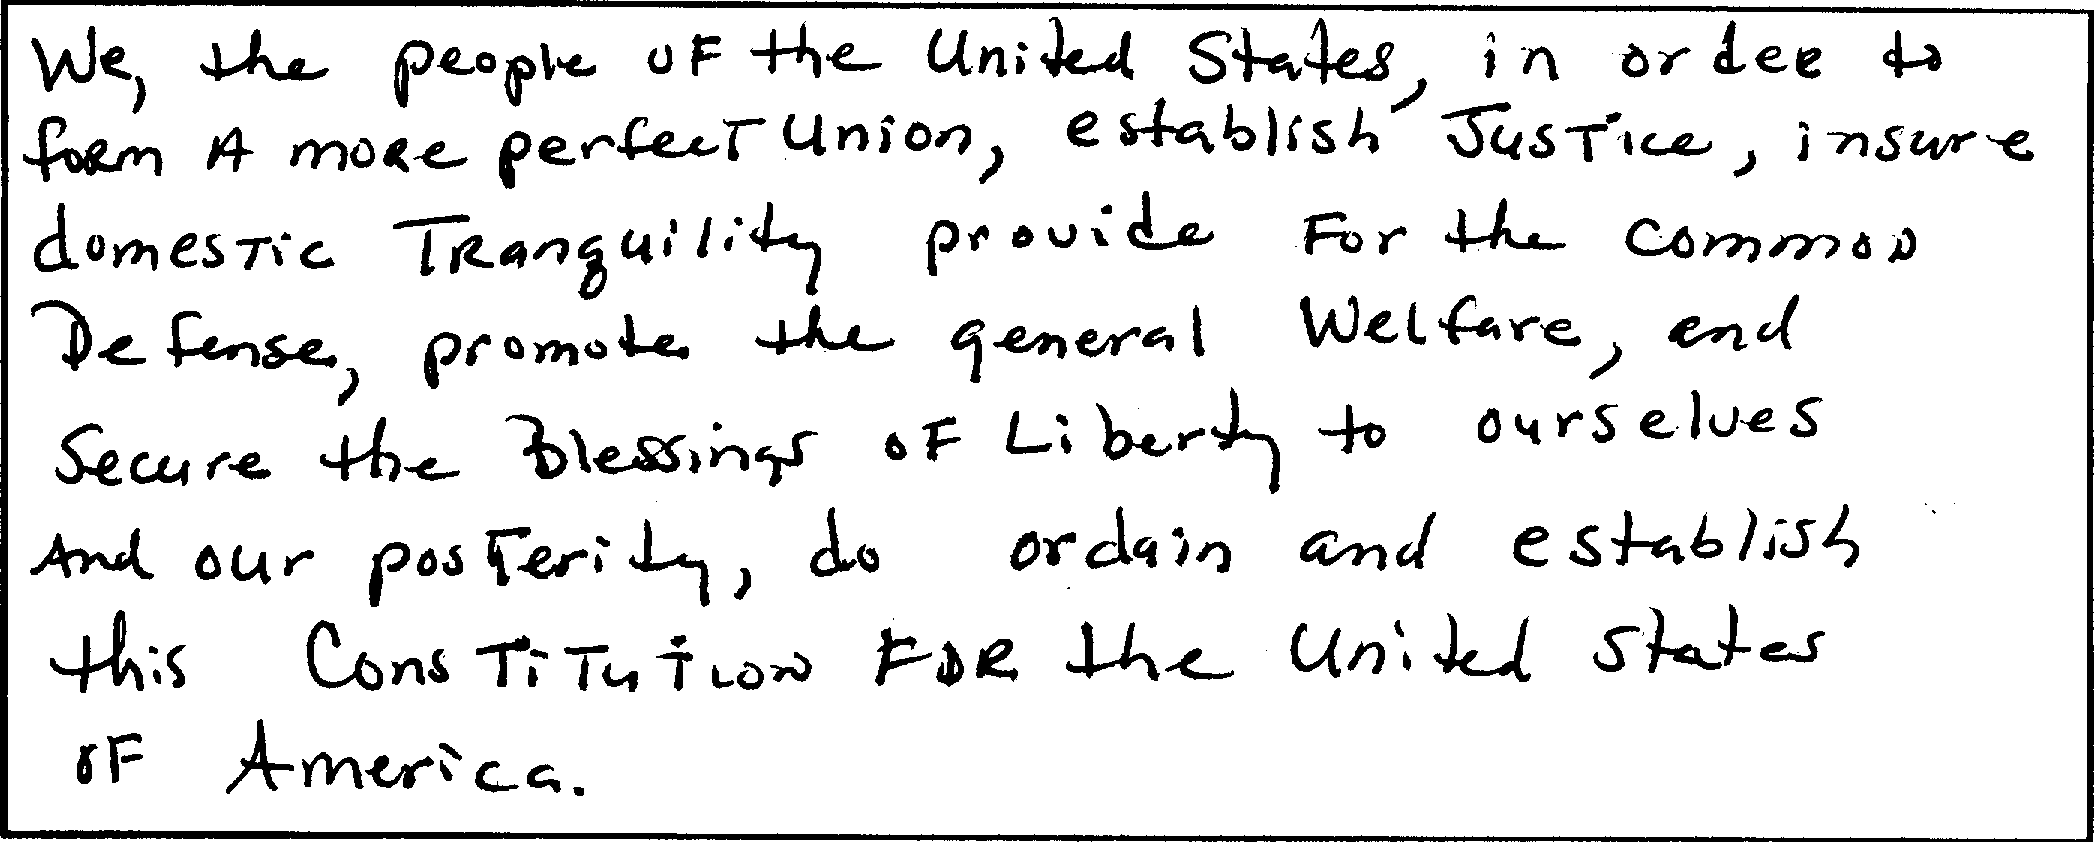 We, the people of the United States, in order to
form A more perfect Union, establish Justice, insure
domestic Tranquility provide For the common
Defense, promote the general Welfare, and
Secure the Blessings of Liberty to ourselves
And our posterity, do ordain and establish
this Constitution FOR the United States
of America.